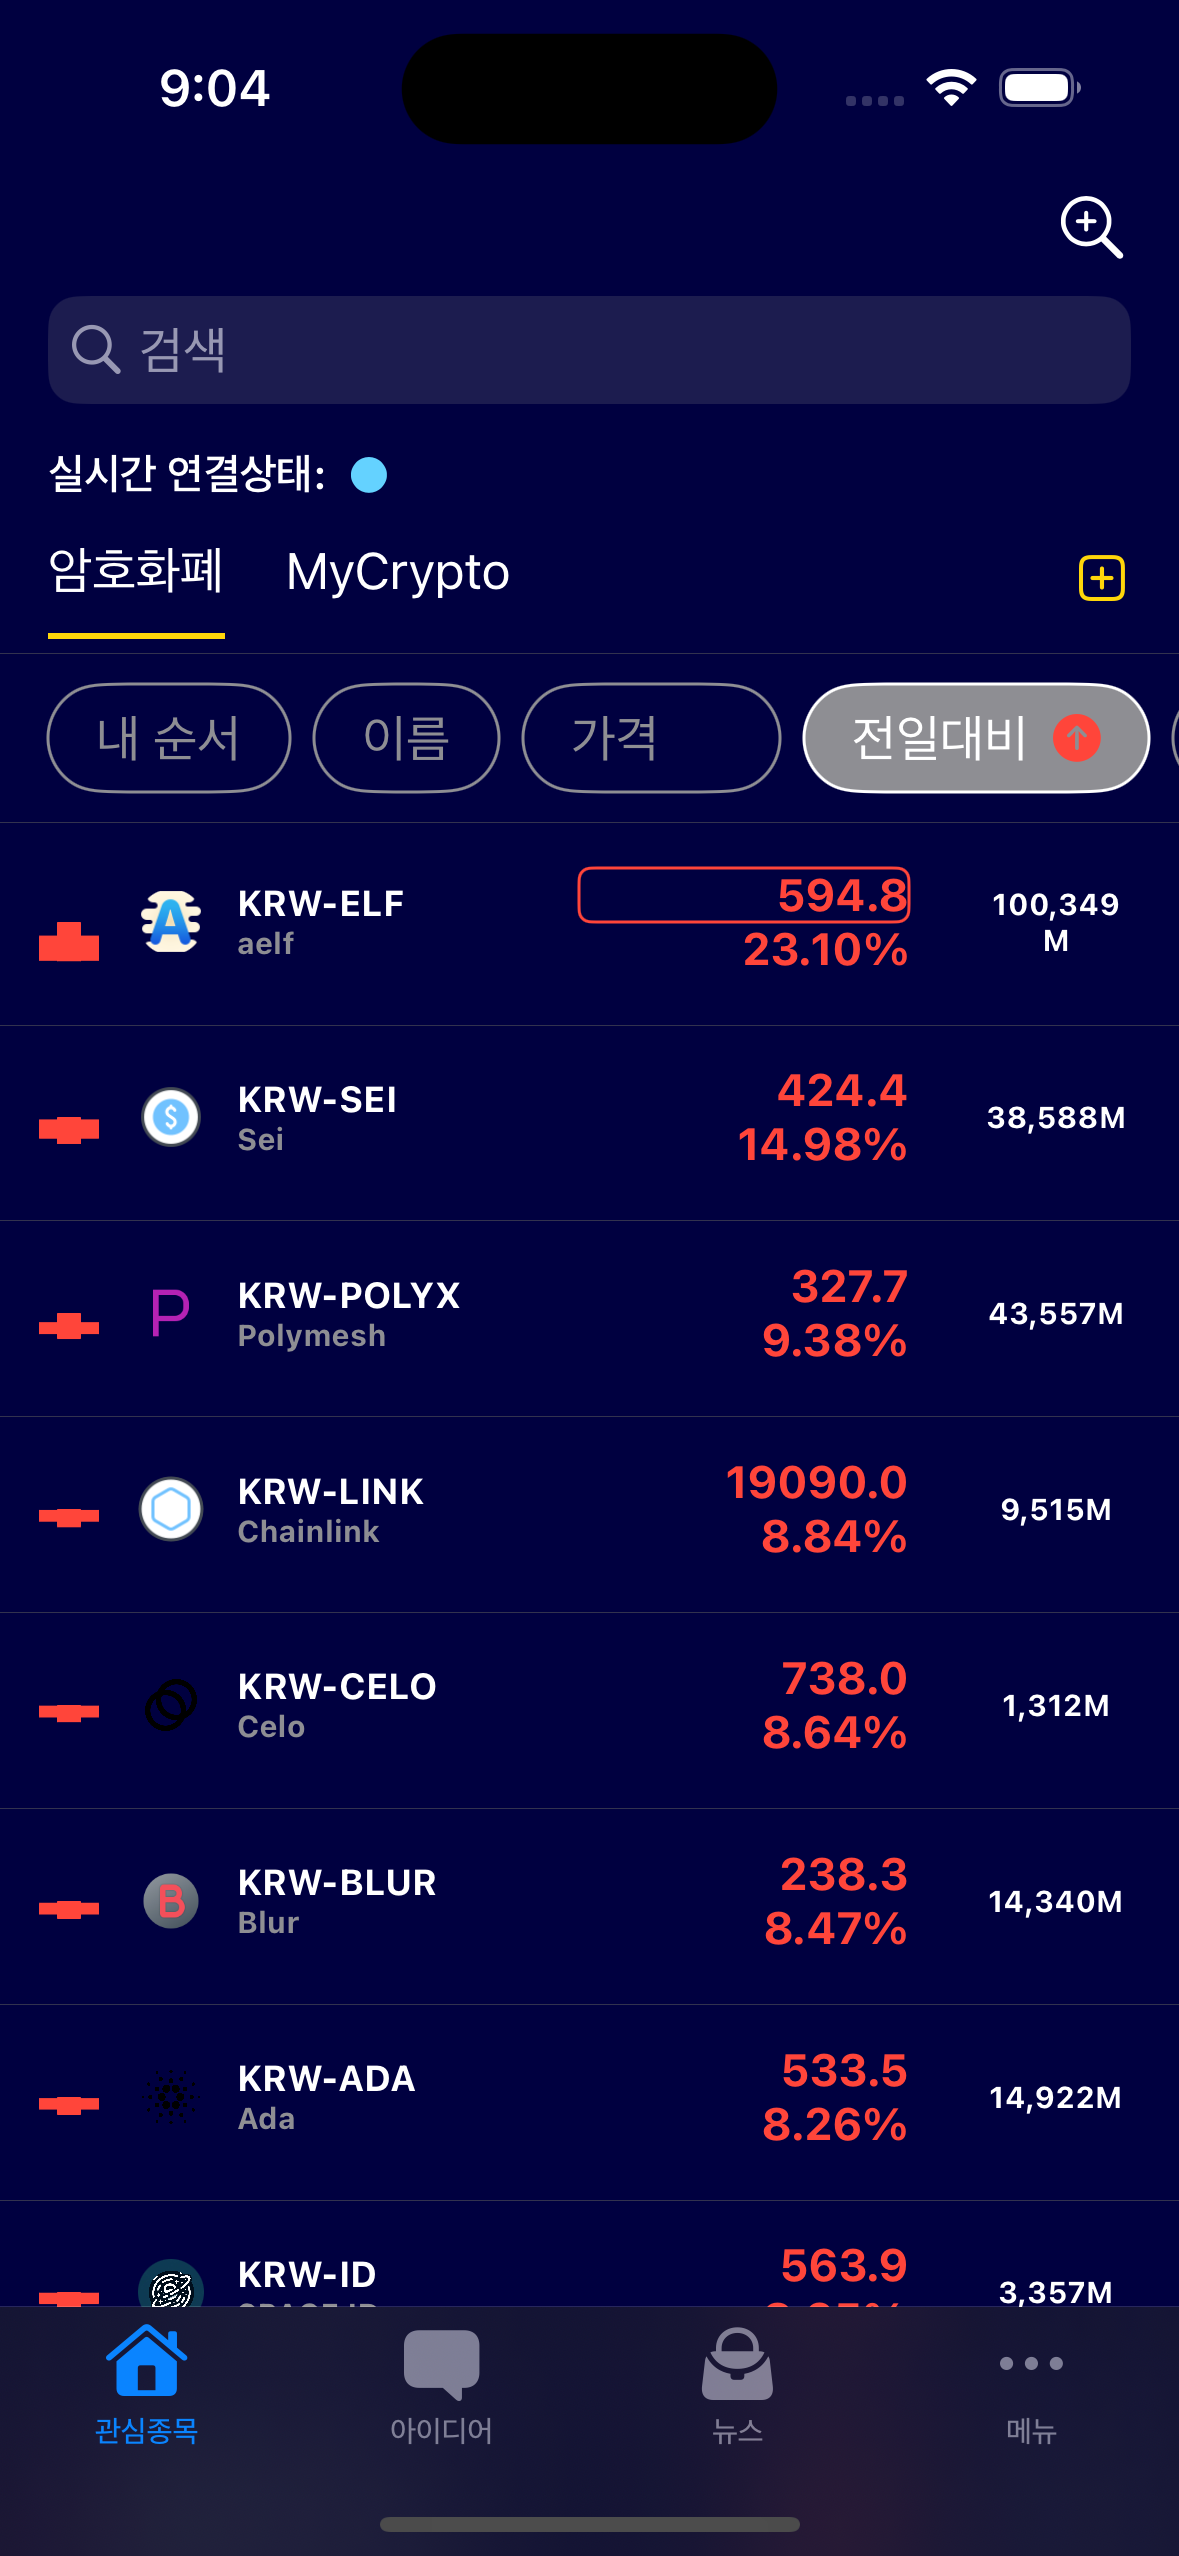 9:04
검색
실시간 연결상태:
암호화폐 MyCrypto
내 순서 이름 가격 전일대비
KRW-ELF
aelf
594.8
23.10%
100,349
M
KRW-SEI
Sei
424.4
14.98%
38,588M
KRW-POLYX
Polymesh
327.7
9.38%
43,557M
KRW-LINK
Chainlink
19090.0
8.84%
9,515M
KRW-CELO
Celo
738.0
8.64%
1,312M
KRW-BLUR
Blur
238.3
8.47%
14,340M
KRW-ADA
Ada
533.5
8.26%
14,922M
KRW-ID
563.9
3,357M
관심종목 아이디어 뉴스 메뉴